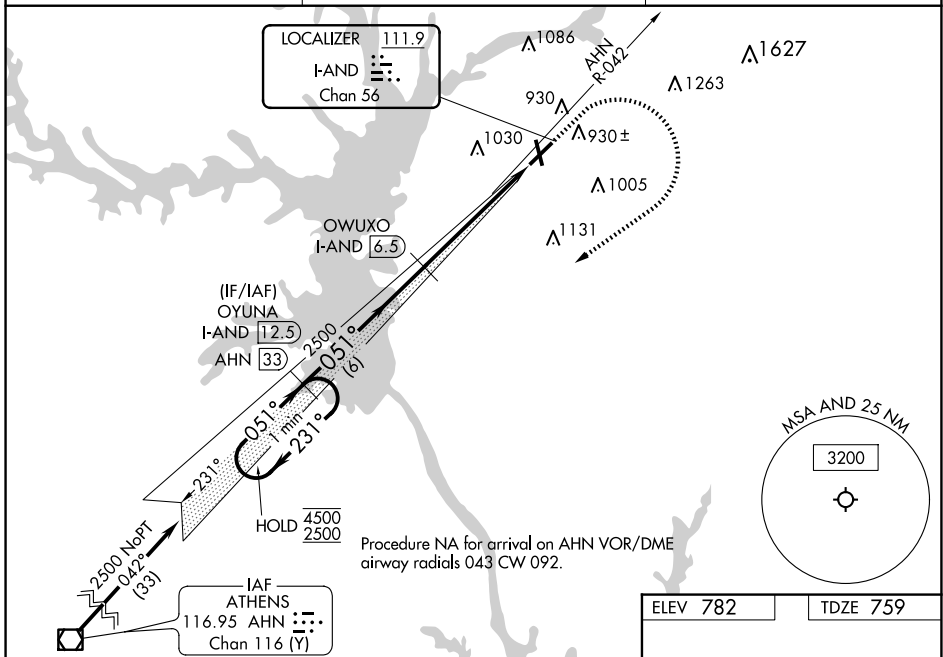 LOCALIZER 111.9
I-AND
Chan 56
1086
AHN
R-042
1627
1263
930
930±
1030
1005
1131
OWUXO
I-AND 6.5
(IF/IAF)
OYUNA
I-AND 12.5
AHN 33
2500
051°
(6)
051°
1 min
231°
231°
HOLD 4500
2500
2500 NoPT
042°
(33)
IAF
ATHENS
116.95 AHN
Chan 116 (Y)
Procedure NA for arrival on AHN VOR/DME
airway radials 043 CW 092.
MSA AND 25 NM
3200
ELEV 782
TDZE 759